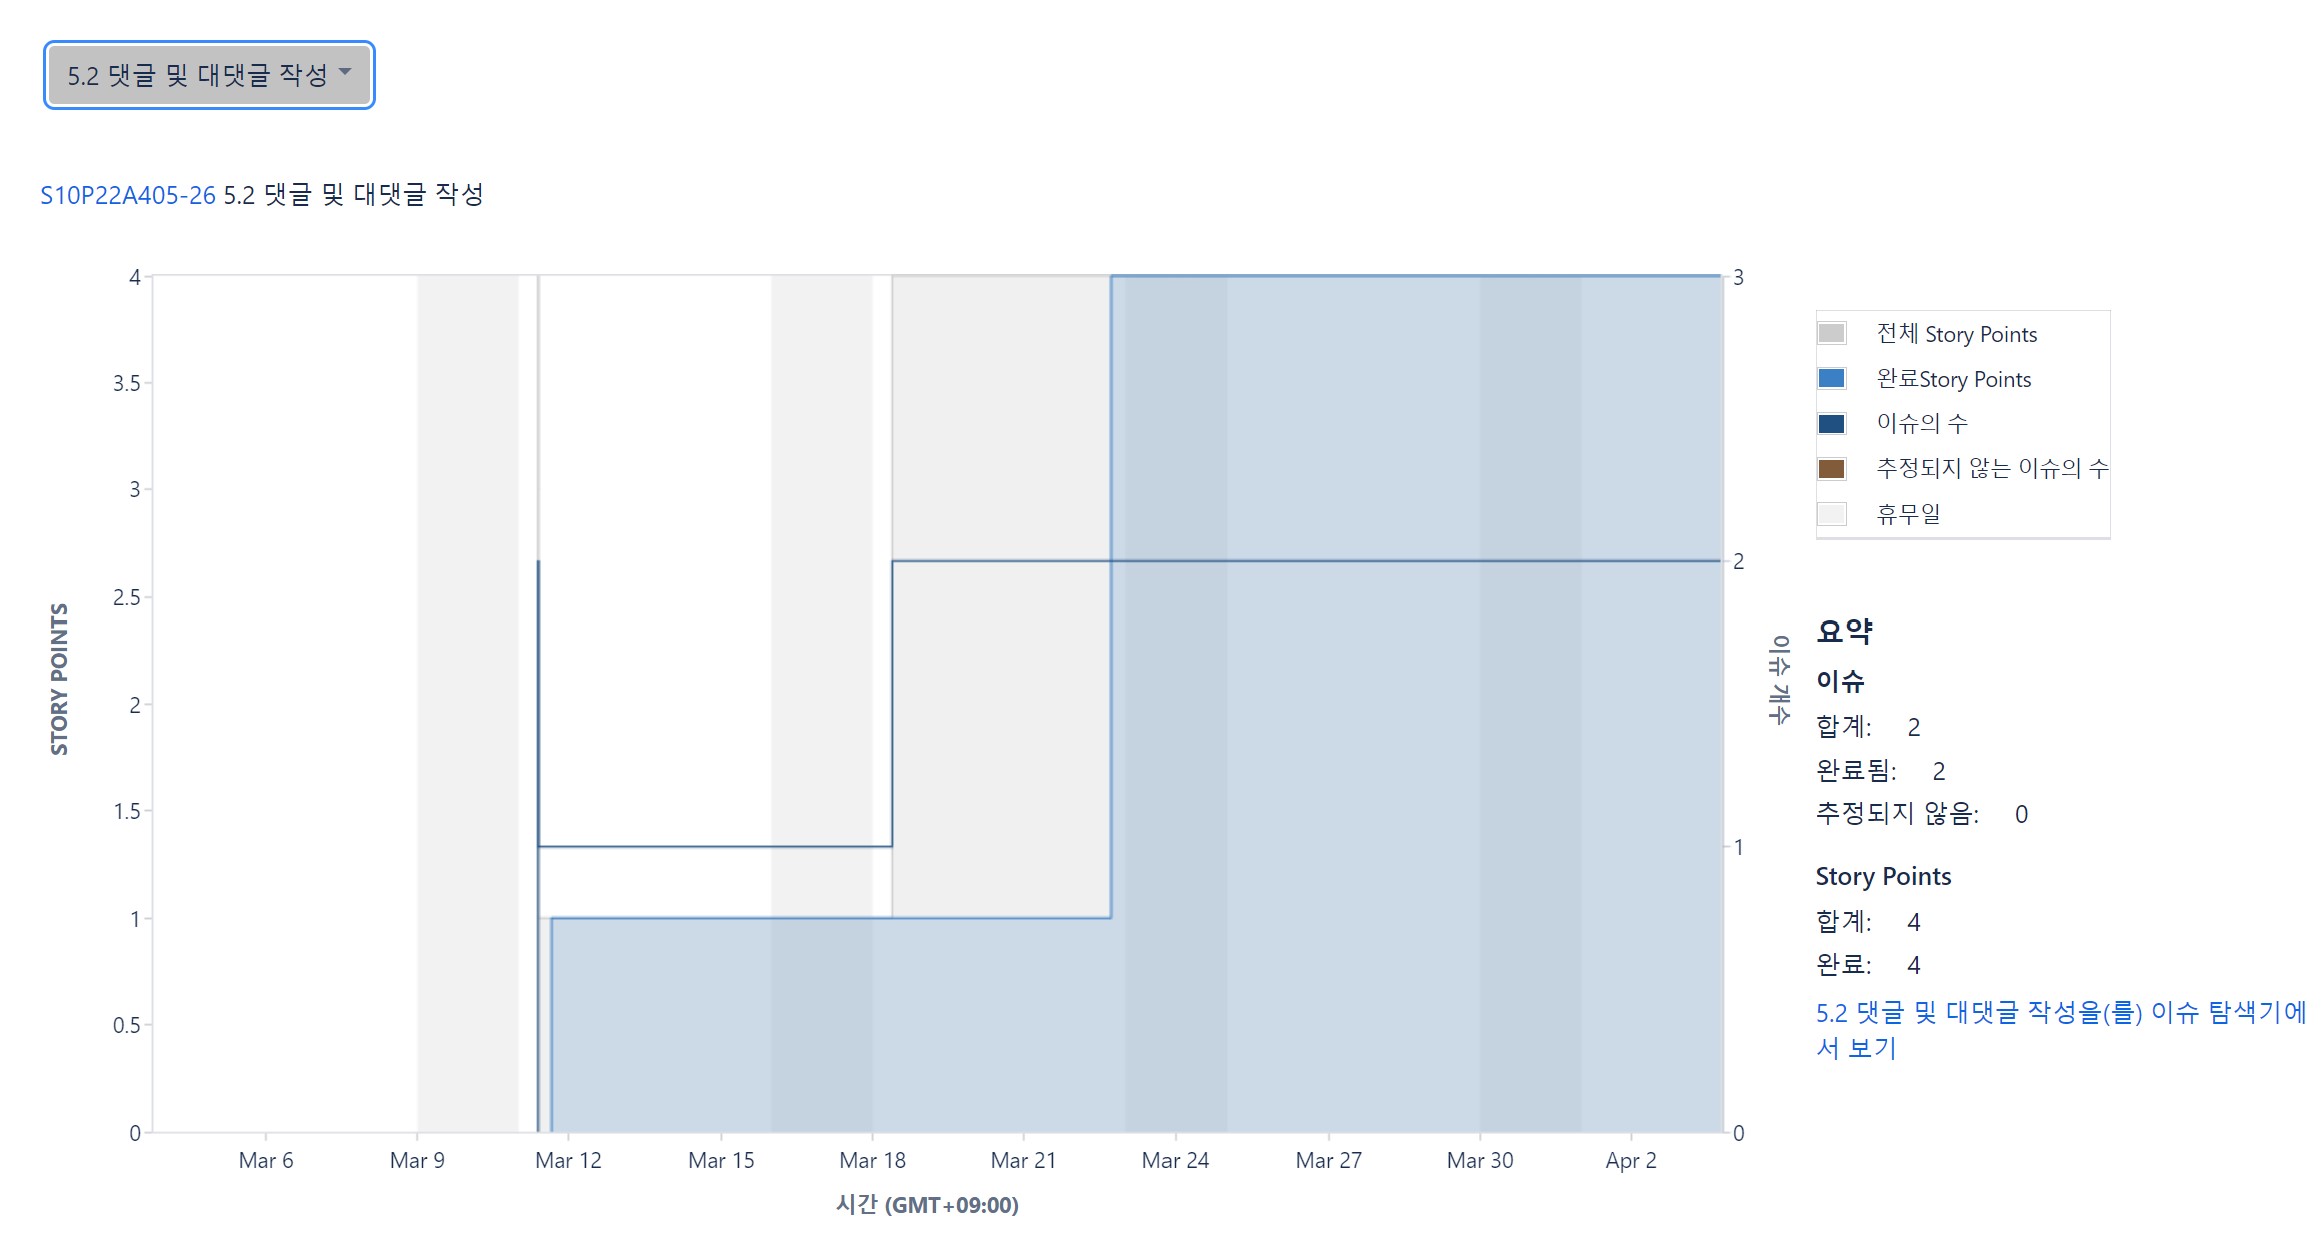 5.2 댓글 및 대댓글 작성
S10P22A405-26 5.2 댓글 및 대댓글 작성
4
3.5
3
2.5
2
1.5
1
0.5
0
STORY POINTS
3
2
1
0
이슈 개수
Mar 6
Mar 9
Mar 12
Mar 15
Mar 18
Mar 21
Mar 24
Mar 27
Mar 30
Apr 2
시간 (GMT+09:00)
전체 Story Points
완료Story Points
이슈의 수
추정되지 않는 이슈의 수
휴무일
요약
이슈
합계: 2
완료됨: 2
추정되지 않음: 0
Story Points
합계: 4
완료: 4
5.2 댓글 및 대댓글 작성을(를) 이슈 탐색기에
서 보기